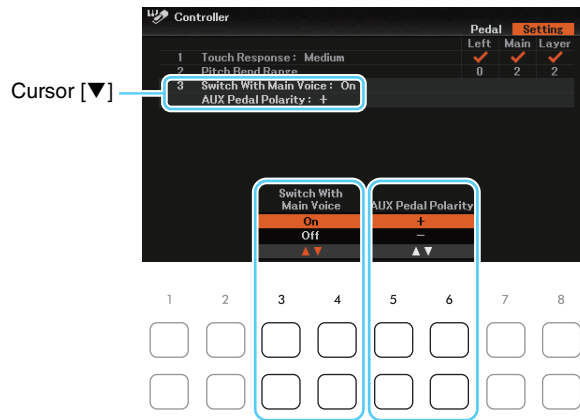 Controller
Pedal Setting
Left Main Layer
1 Touch Response : Medium
2 Pitch Bend Range 0 2 2
3 Switch With Main Voice : On
AUX Pedal Polarity : +
Cursor [▼]
Switch With
Main Voice
AUX Pedal Polarity
On +
Off −
▲ ▼ ▲ ▼
1 2 3 4 5 6 7 8